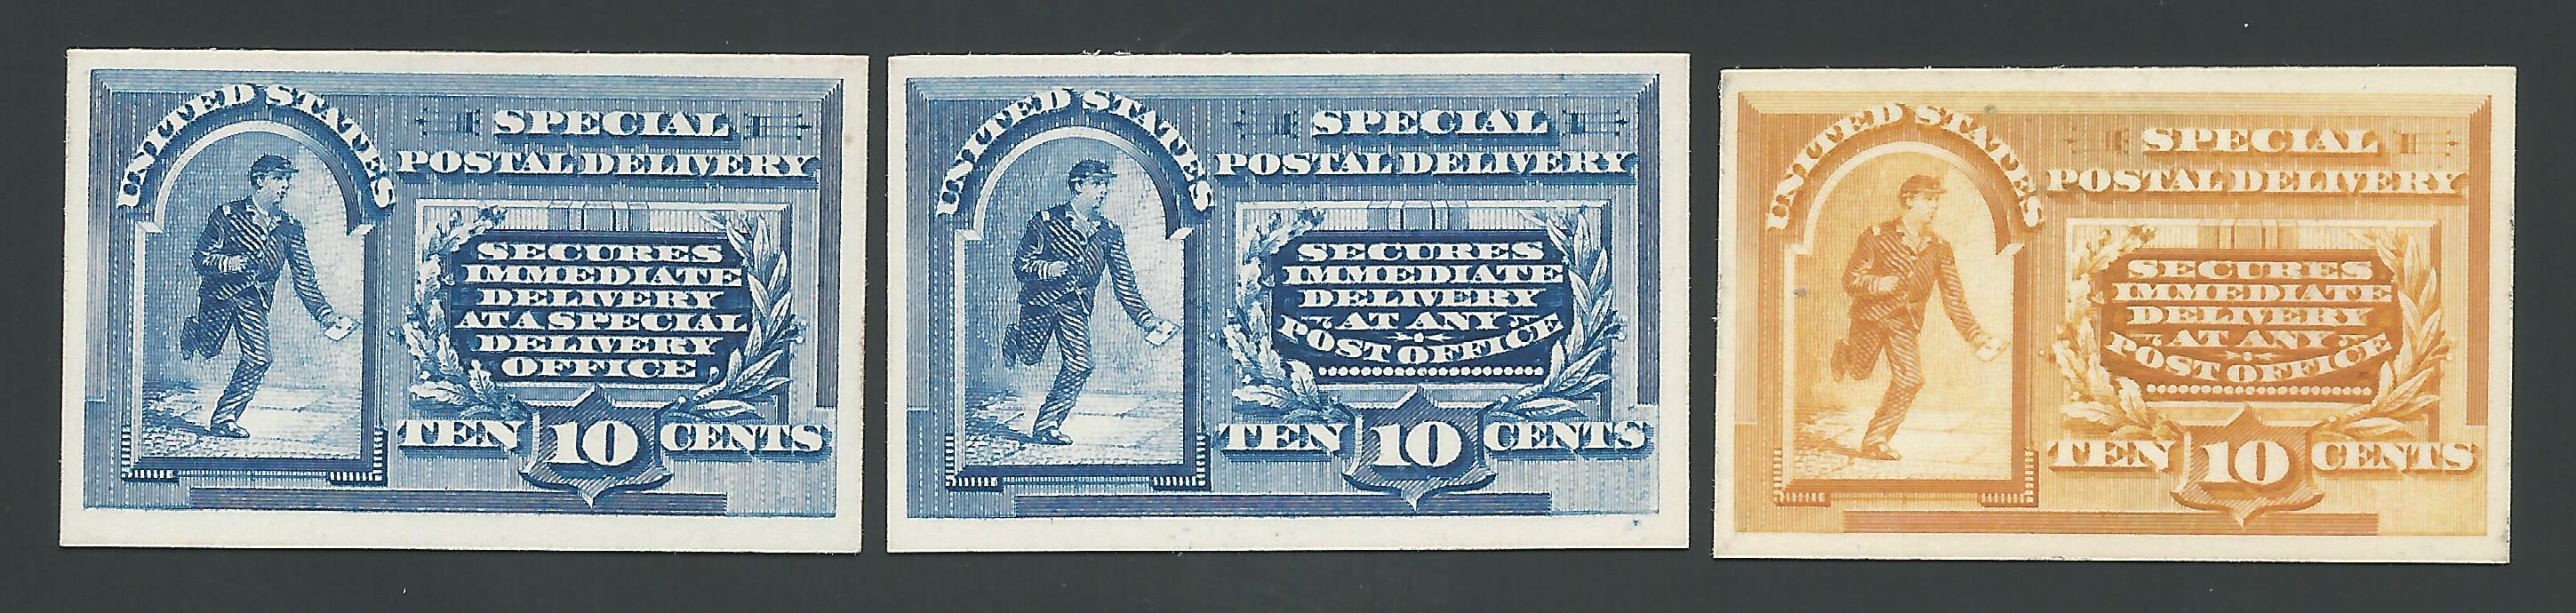 UNITED STATES
SPECIAL
POSTAL DELIVERY
SECURES
IMMEDIATE
DELIVERY
AT A SPECIAL
DELIVERY
OFFICE
TEN 10 CENTS
UNITED STATES
SPECIAL
POSTAL DELIVERY
SECURES
IMMEDIATE
DELIVERY
AT ANY
POST OFFICE
TEN 10 CENTS
UNITED STATES
SPECIAL
POSTAL DELIVERY
SECURES
IMMEDIATE
DELIVERY
AT ANY
POST OFFICE
TEN 10 CENTS